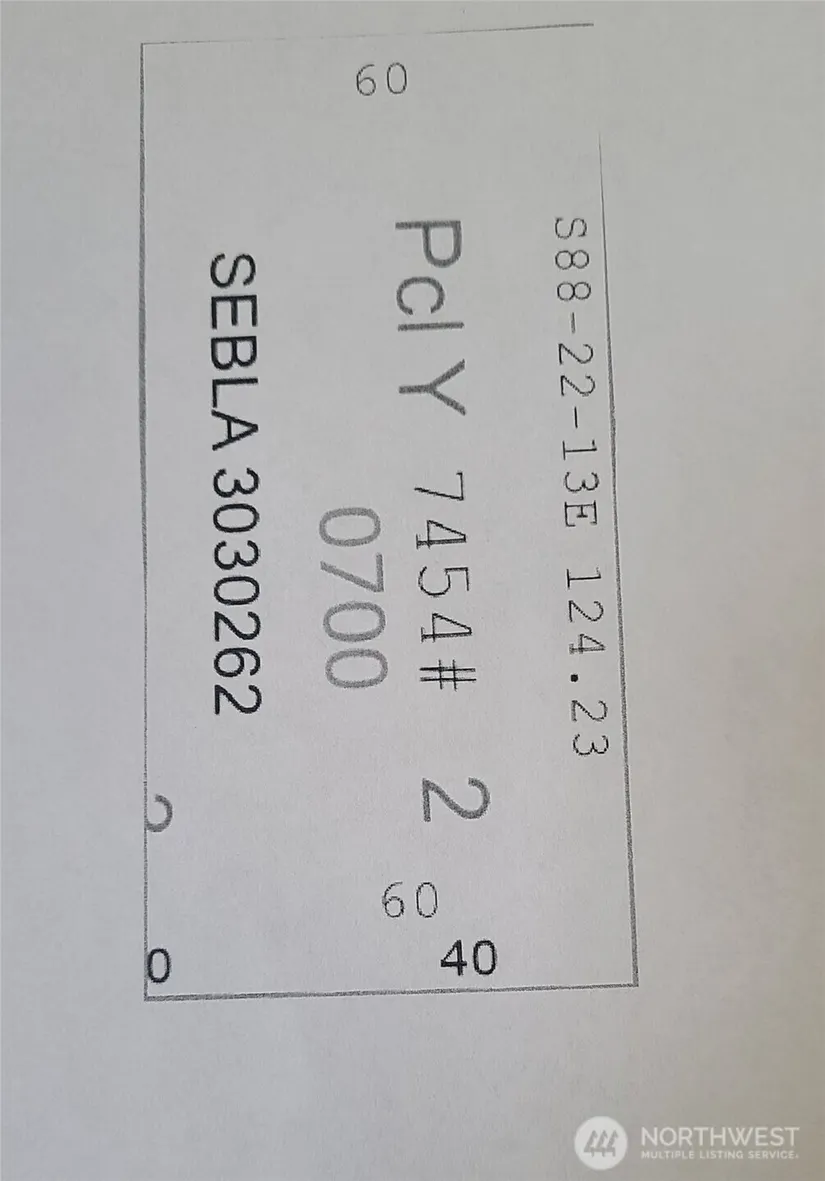 60
S88-22-13E 124.23
Pcl Y 7454# 2
0700
SEBLA 3030262
60
0
40
NORTHWEST
MULTIPLE LISTING SERVICE